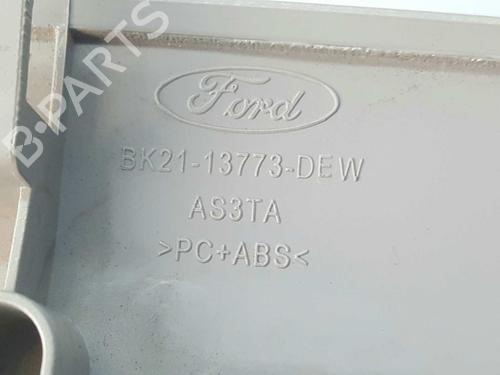 B-PARTS
Ford
BK21-13773-DEW
AS3TA
>PC+ABS<